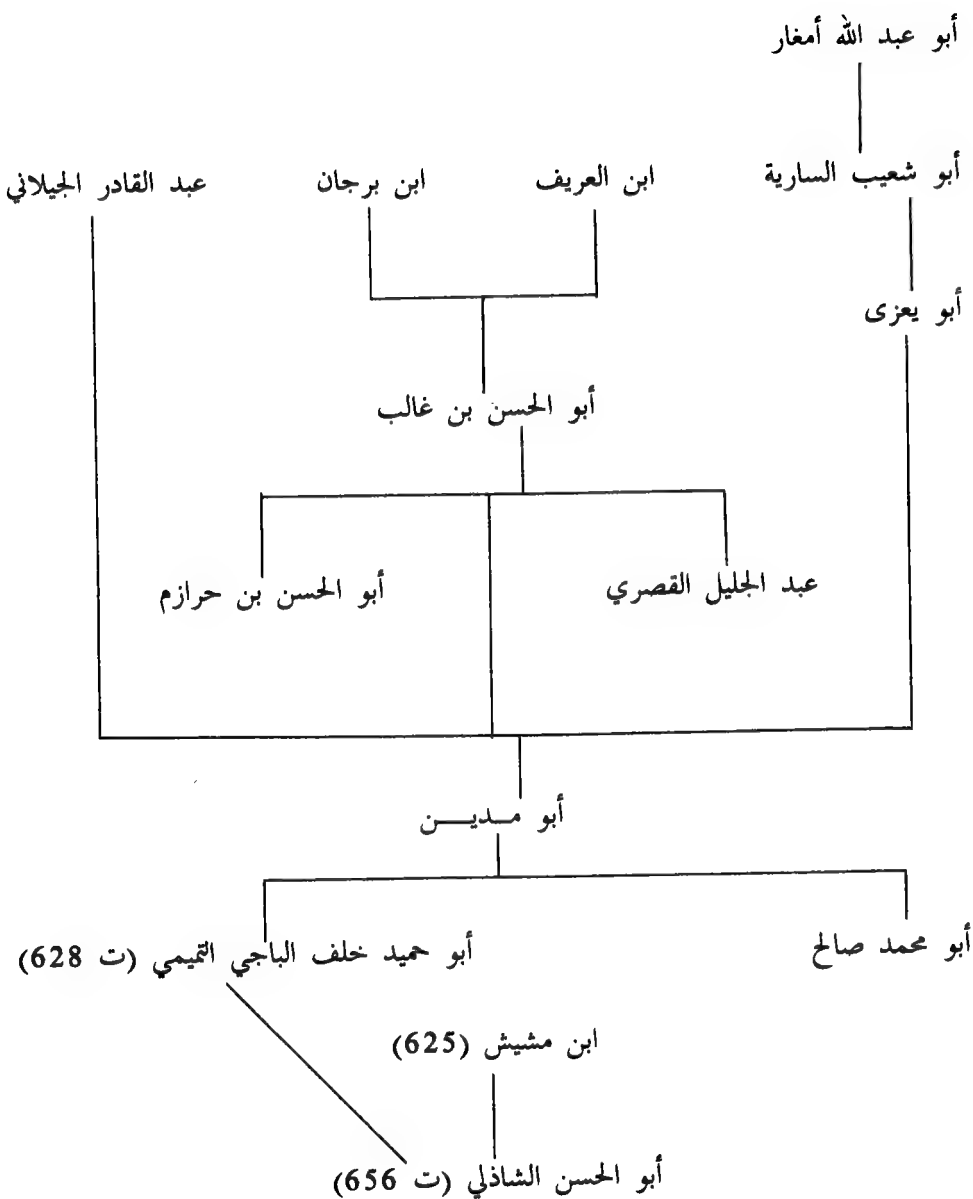 أبو عبد الله أمغار
أبو شعيب السارية
ابن العريف
ابن برجان
عبد القادر الجيلاني
أبو يعزى
أبو الحسن بن غالب
عبد الجليل القصري
أبو الحسن بن حرازم
أبو مــديــــن
أبو محمد صالح
أبو حميد خلف الباجي التميمي (ت 628)
ابن مشيش (625)
أبو الحسن الشاذلي (ت 656)